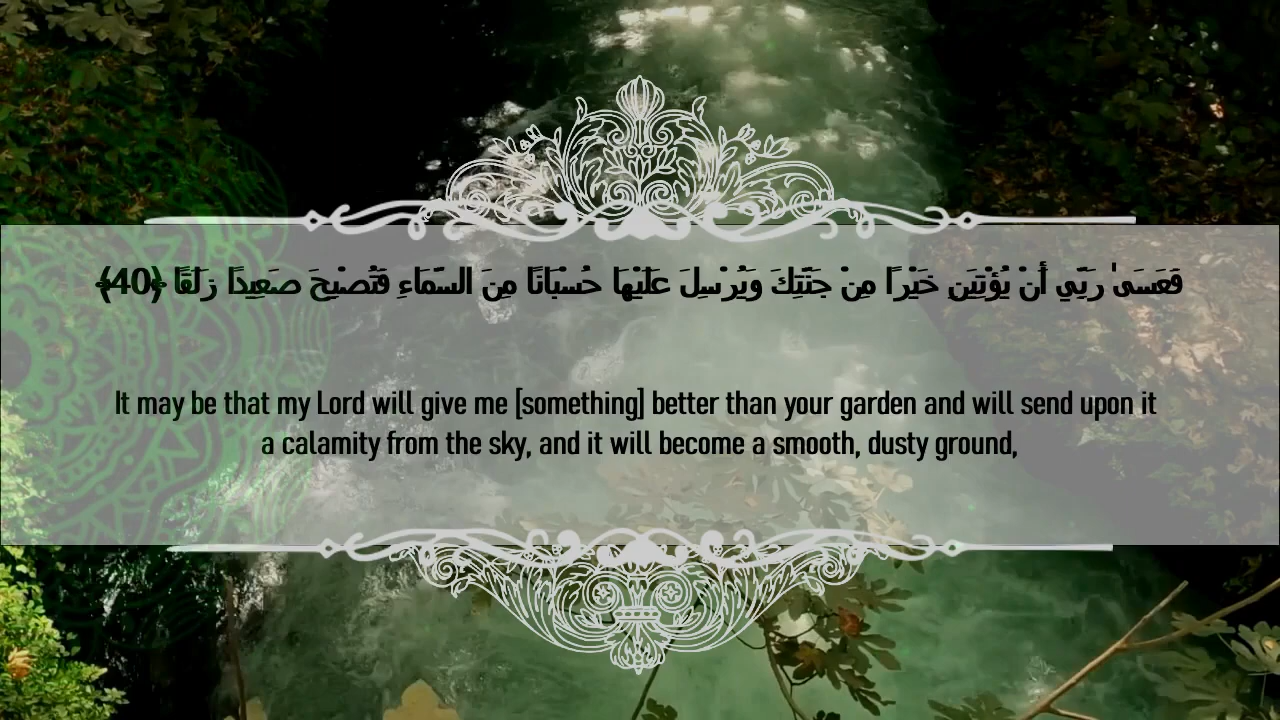 فَعَسَىٰ رَبِّي أَنْ يُؤْتِيَنِ خَيْرًا مِنْ جَنَّتِكَ وَيُرْسِلَ عَلَيْهَا حُسْبَانًا مِنَ السَّمَاءِ فَتُصْبِحَ صَعِيدًا زَلَقًا ﴿40﴾
It may be that my Lord will give me [something] better than your garden and will send upon it
a calamity from the sky, and it will become a smooth, dusty ground,